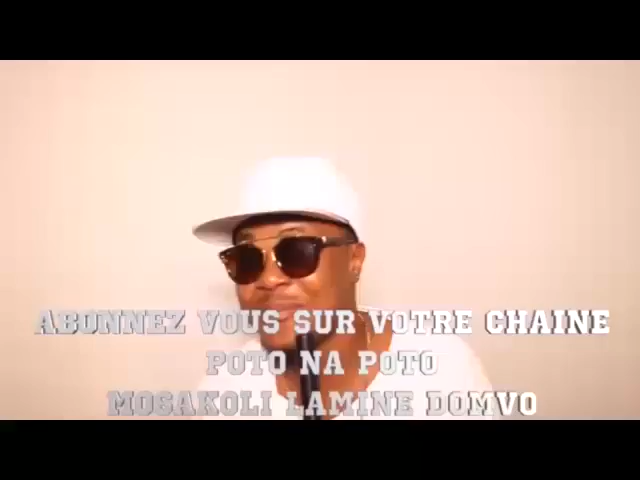 ABONNEZ VOUS SUR VOTRE CHAINE
POTO NA POTO
MOSAKOLI LAMINE DOMVO